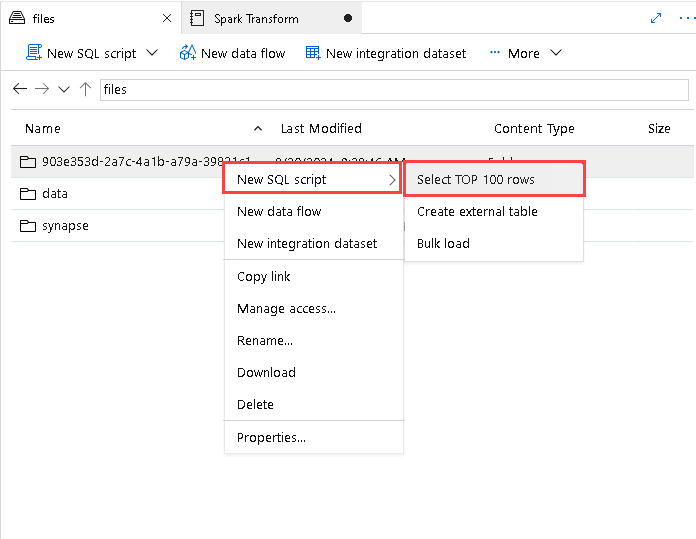 files
Spark Transform
New SQL script
New data flow
New integration dataset
More
files
Name
Last Modified
Content Type
Size
903e353d-2a7c-4a1b-a79a-39821c1
data
synapse
New SQL script
New data flow
New integration dataset
Copy link
Manage access...
Rename...
Download
Delete
Properties...
Select TOP 100 rows
Create external table
Bulk load